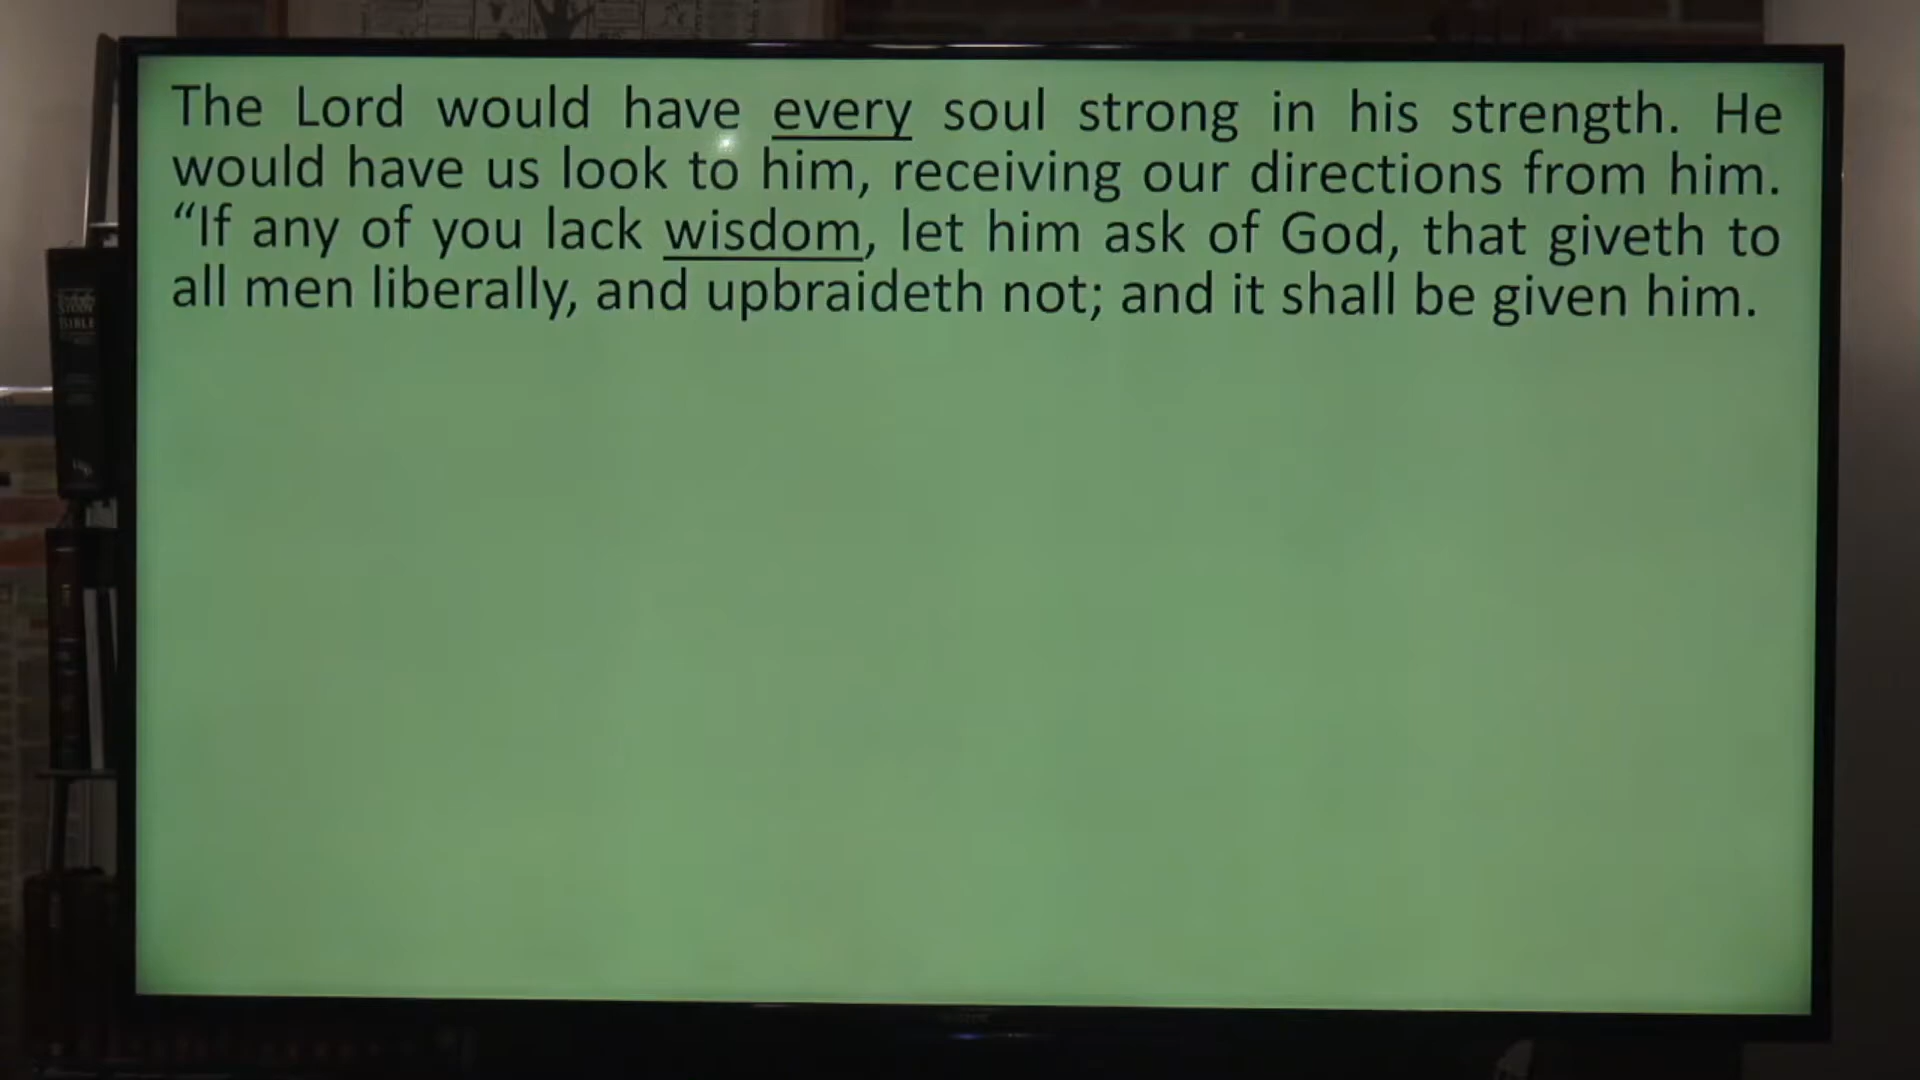 The Lord would have every soul strong in his strength. He
would have us look to him, receiving our directions from him.
“If any of you lack wisdom, let him ask of God, that giveth to
all men liberally, and upbraideth not; and it shall be given him.
STUDY
BIBLE